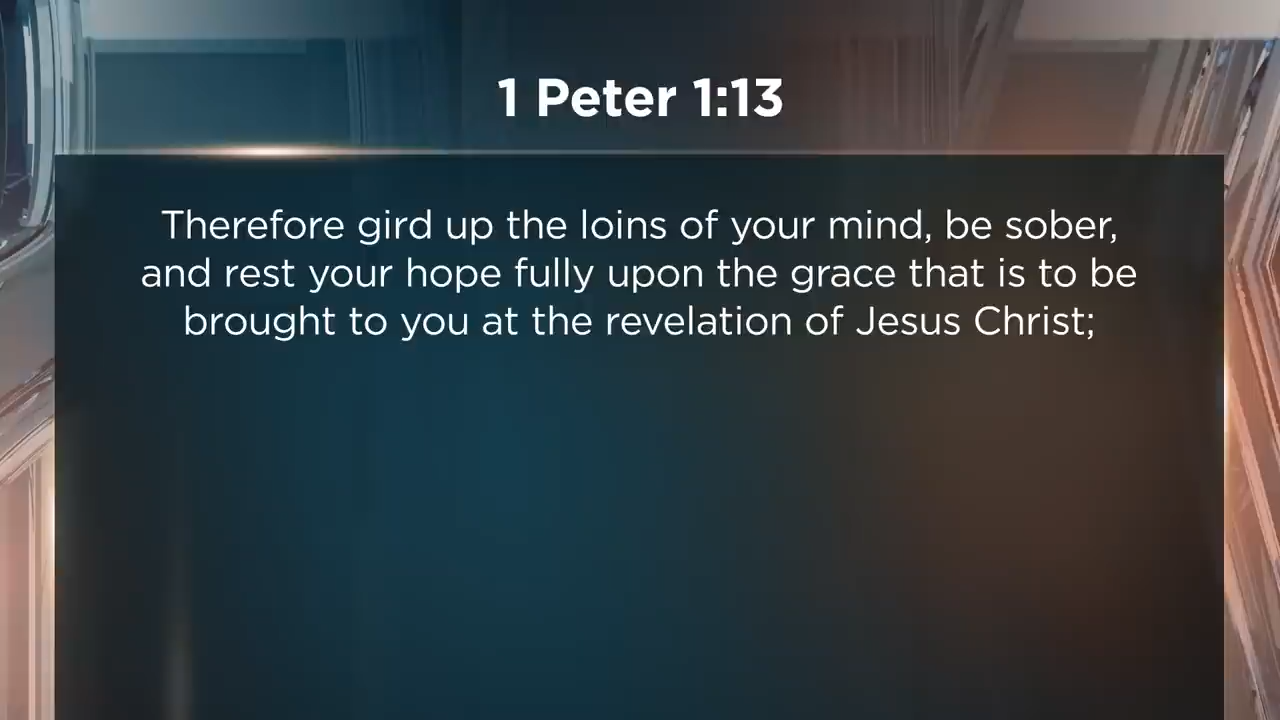 1 Peter 1:13
Therefore gird up the loins of your mind, be sober,
and rest your hope fully upon the grace that is to be
brought to you at the revelation of Jesus Christ;